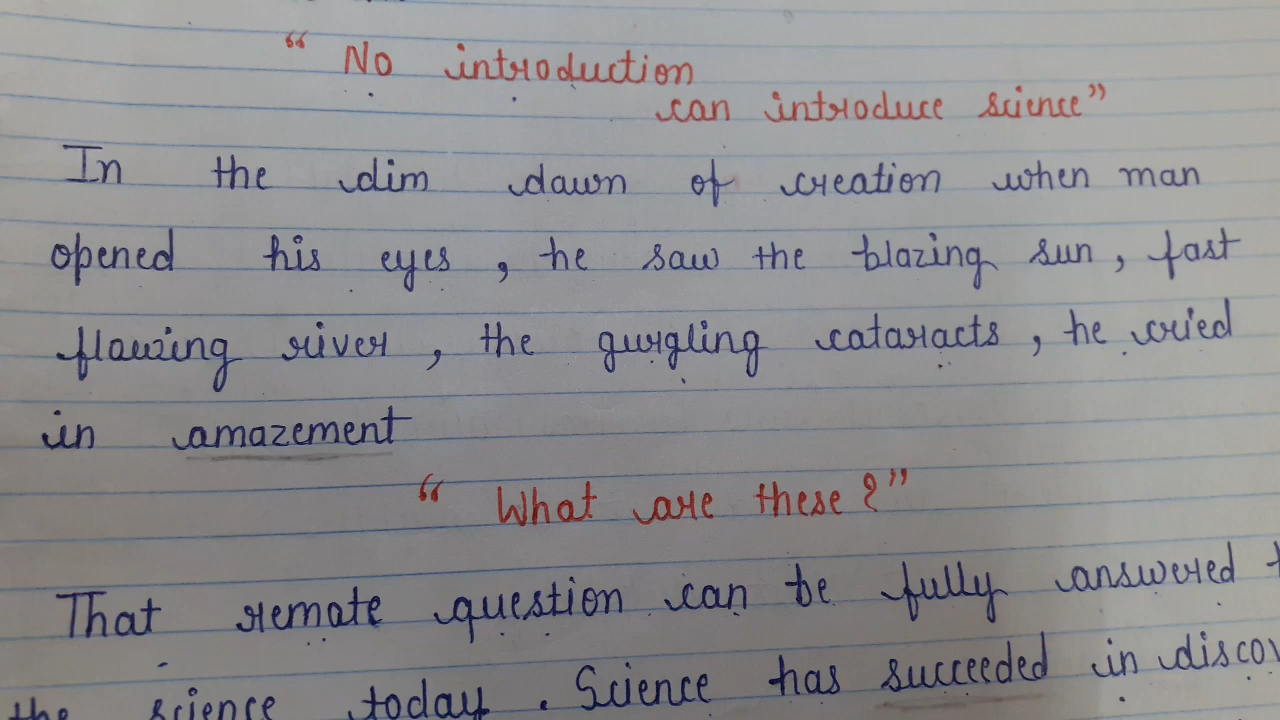 “ No introduction
can introduce science”
In the dim dawn of creation when man
opened his eyes , he saw the blazing sun , fast
flowing river , the gurgling cataracts , he cried
in amazement
“ What are these ? ”
That remote question can be fully answered
the science today . Science has succeeded in